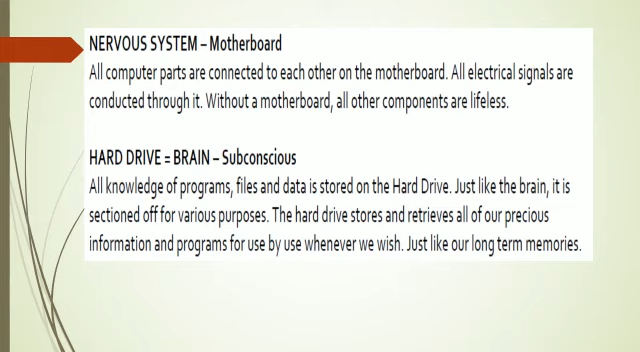 NERVOUS SYSTEM – Motherboard
All computer parts are connected to each other on the motherboard. All electrical signals are
conducted through it. Without a motherboard, all other components are lifeless.
HARD DRIVE = BRAIN – Subconscious
All knowledge of programs, files and data is stored on the Hard Drive. Just like the brain, it is
sectioned off for various purposes. The hard drive stores and retrieves all of our precious
information and programs for use by use whenever we wish. Just like our long term memories.